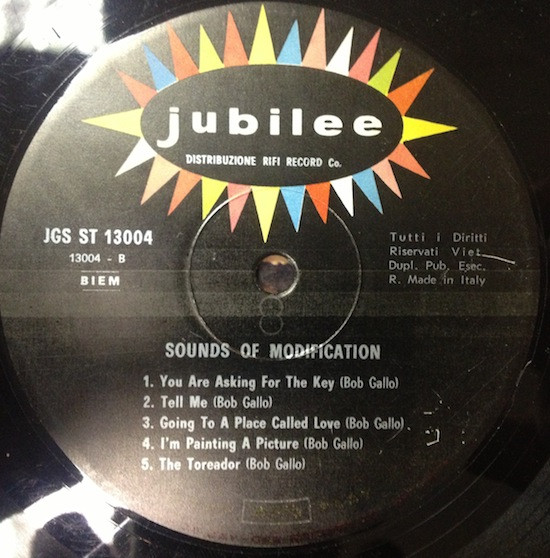 jubilee
DISTRIBUZIONE RIFI RECORD Co.
JGS ST 13004
13004 - B
BIEM
Tutti i Diritti
Riservati Viet.
Dupl. Pub. Esec.
R. Made in Italy
SOUNDS OF MODIFICATION
1. You Are Asking For The Key (Bob Gallo)
2. Tell Me (Bob Gallo)
3. Going To A Place Called Love (Bob Gallo)
4. I'm Painting A Picture (Bob Gallo)
5. The Toreador (Bob Gallo)